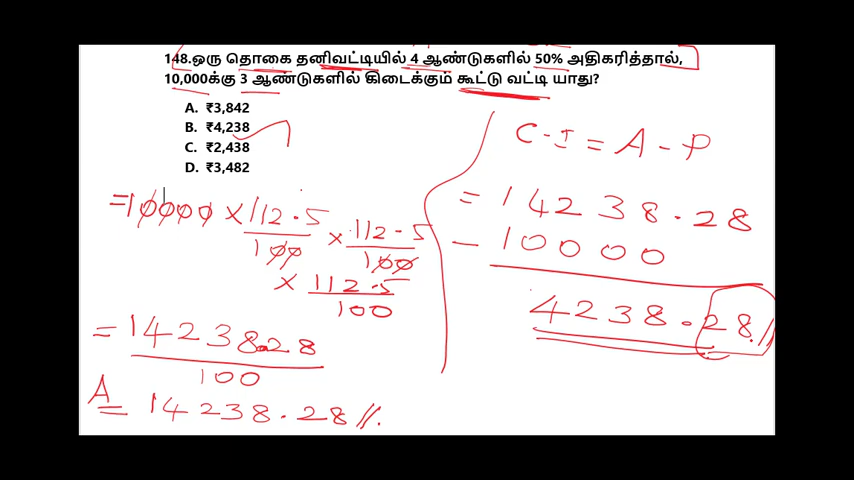 148.ஒரு தொகை தனிவட்டியில் 4 ஆண்டுகளில் 50% அதிகரித்தால்,
10,000க்கு 3 ஆண்டுகளில் கிடைக்கும் கூட்டு வட்டி யாது?
A. ₹3,842
B. ₹4,238
C. ₹2,438
D. ₹3,482
=10000 × 112.5/100 × 112.5/100
× 112.5/100
= 14238.28/100
A = 14238.28//.
C-I = A - P
= 14238.28
- 10000
4238.28//